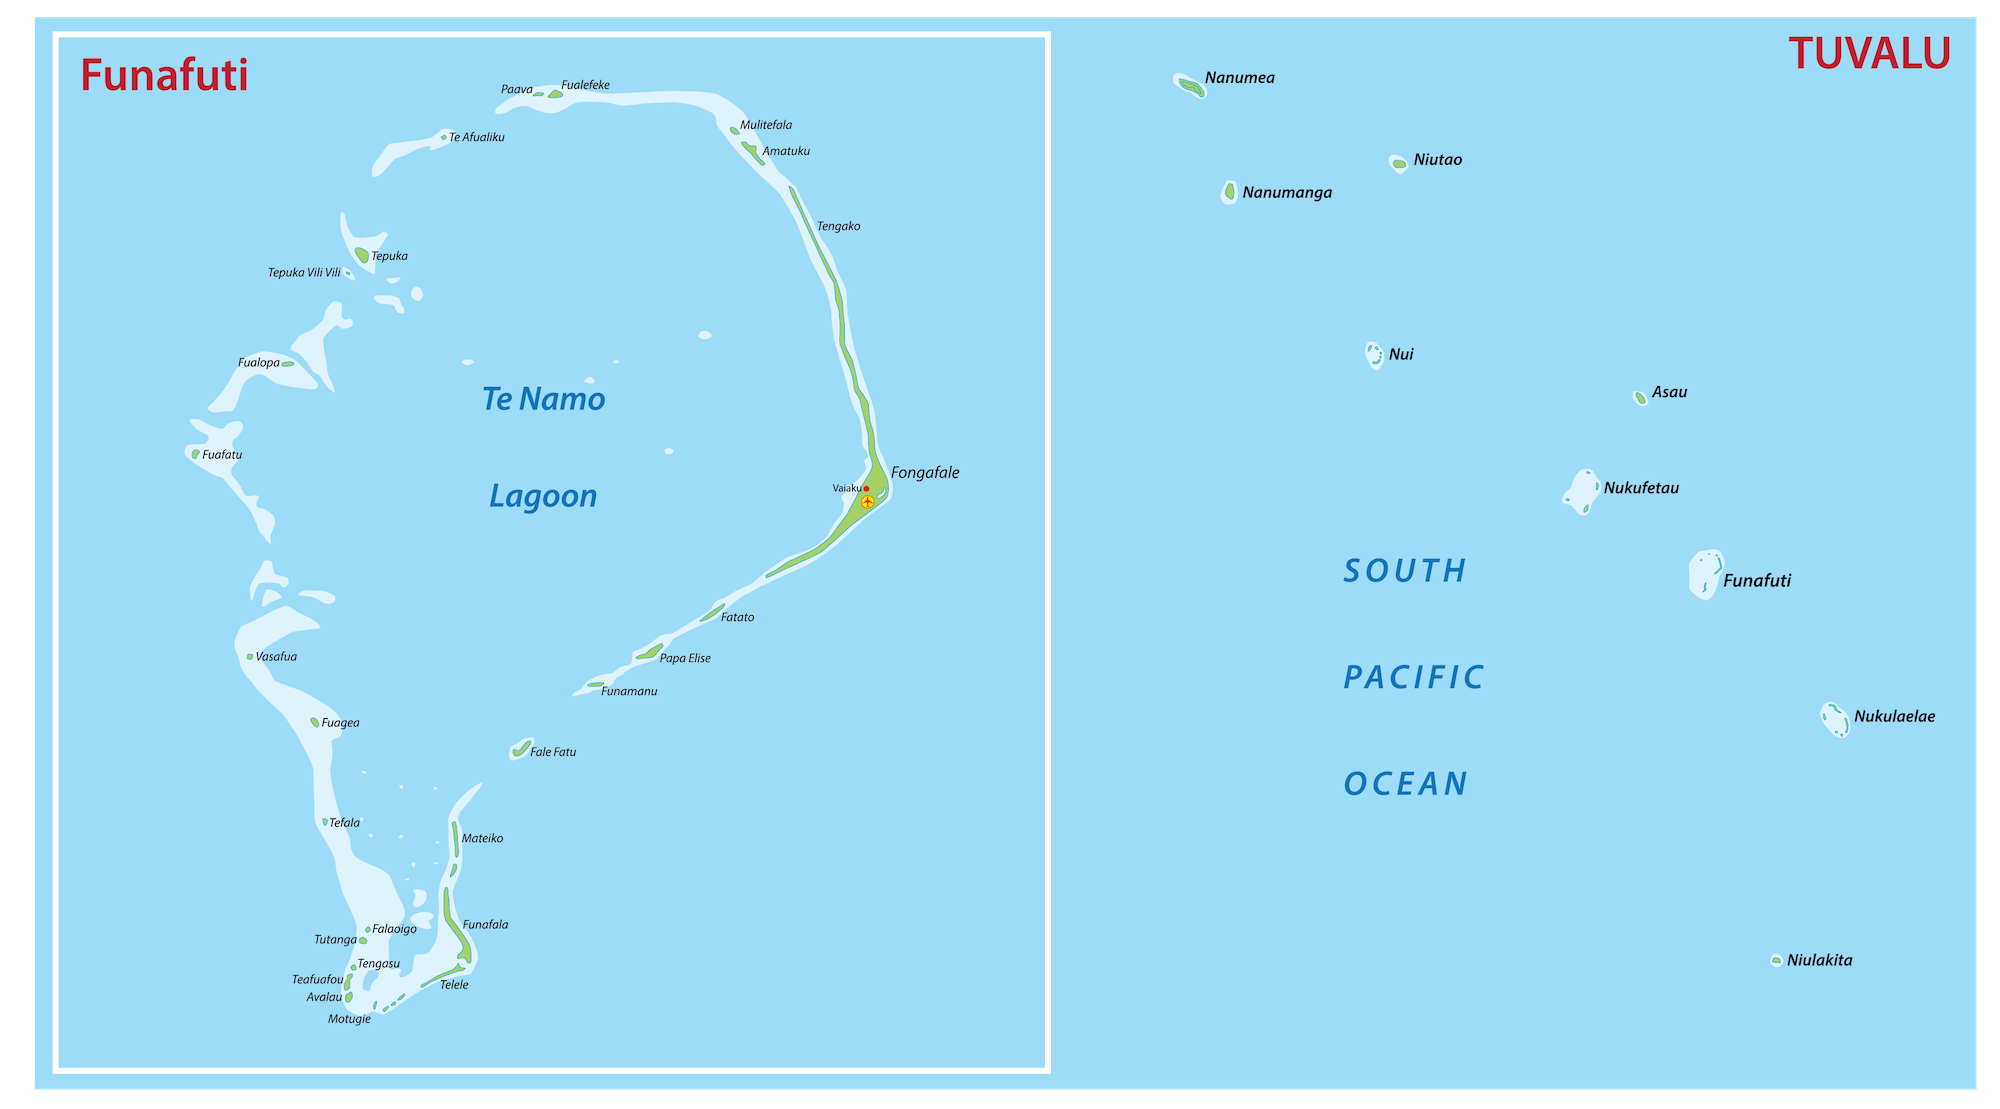 Funafuti
Paava
Fualefeke
Te Afualiku
Mulitefala
Amatuku
Tengako
Tepuka
Tepuka Vili Vili
Fualopa
Te Namo
Lagoon
Fuafatu
Fongafale
Vaiaku
Fatato
Papa Elise
Funamanu
Vasafua
Fuagea
Fale Fatu
Tefala
Mateiko
Funafala
Falaoigo
Tutanga
Tengasu
Teafuafou
Avalau
Telele
Motugie
TUVALU
Nanumea
Niutao
Nanumanga
Nui
Asau
Nukufetau
SOUTH
Funafuti
PACIFIC
Nukulaelae
OCEAN
Niulakita